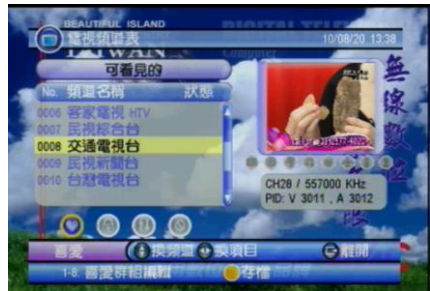 BEAUTIFUL ISLAND
DIGITAL TELE
電視頻道表
10/08/20 13:38
TAIWAN
Computer
可看見的
No. 頻道名稱 狀態
0006 客家電視 HTV
0007 民視綜合台
0008 交通電視台
0009 民視新聞台
0010 台視電視台
無線數位
CH28 / 557000 KHz
PID: V 3011 , A 3012
喜愛 換頻道 換項目 離開
1-8: 喜愛群組編輯 存檔